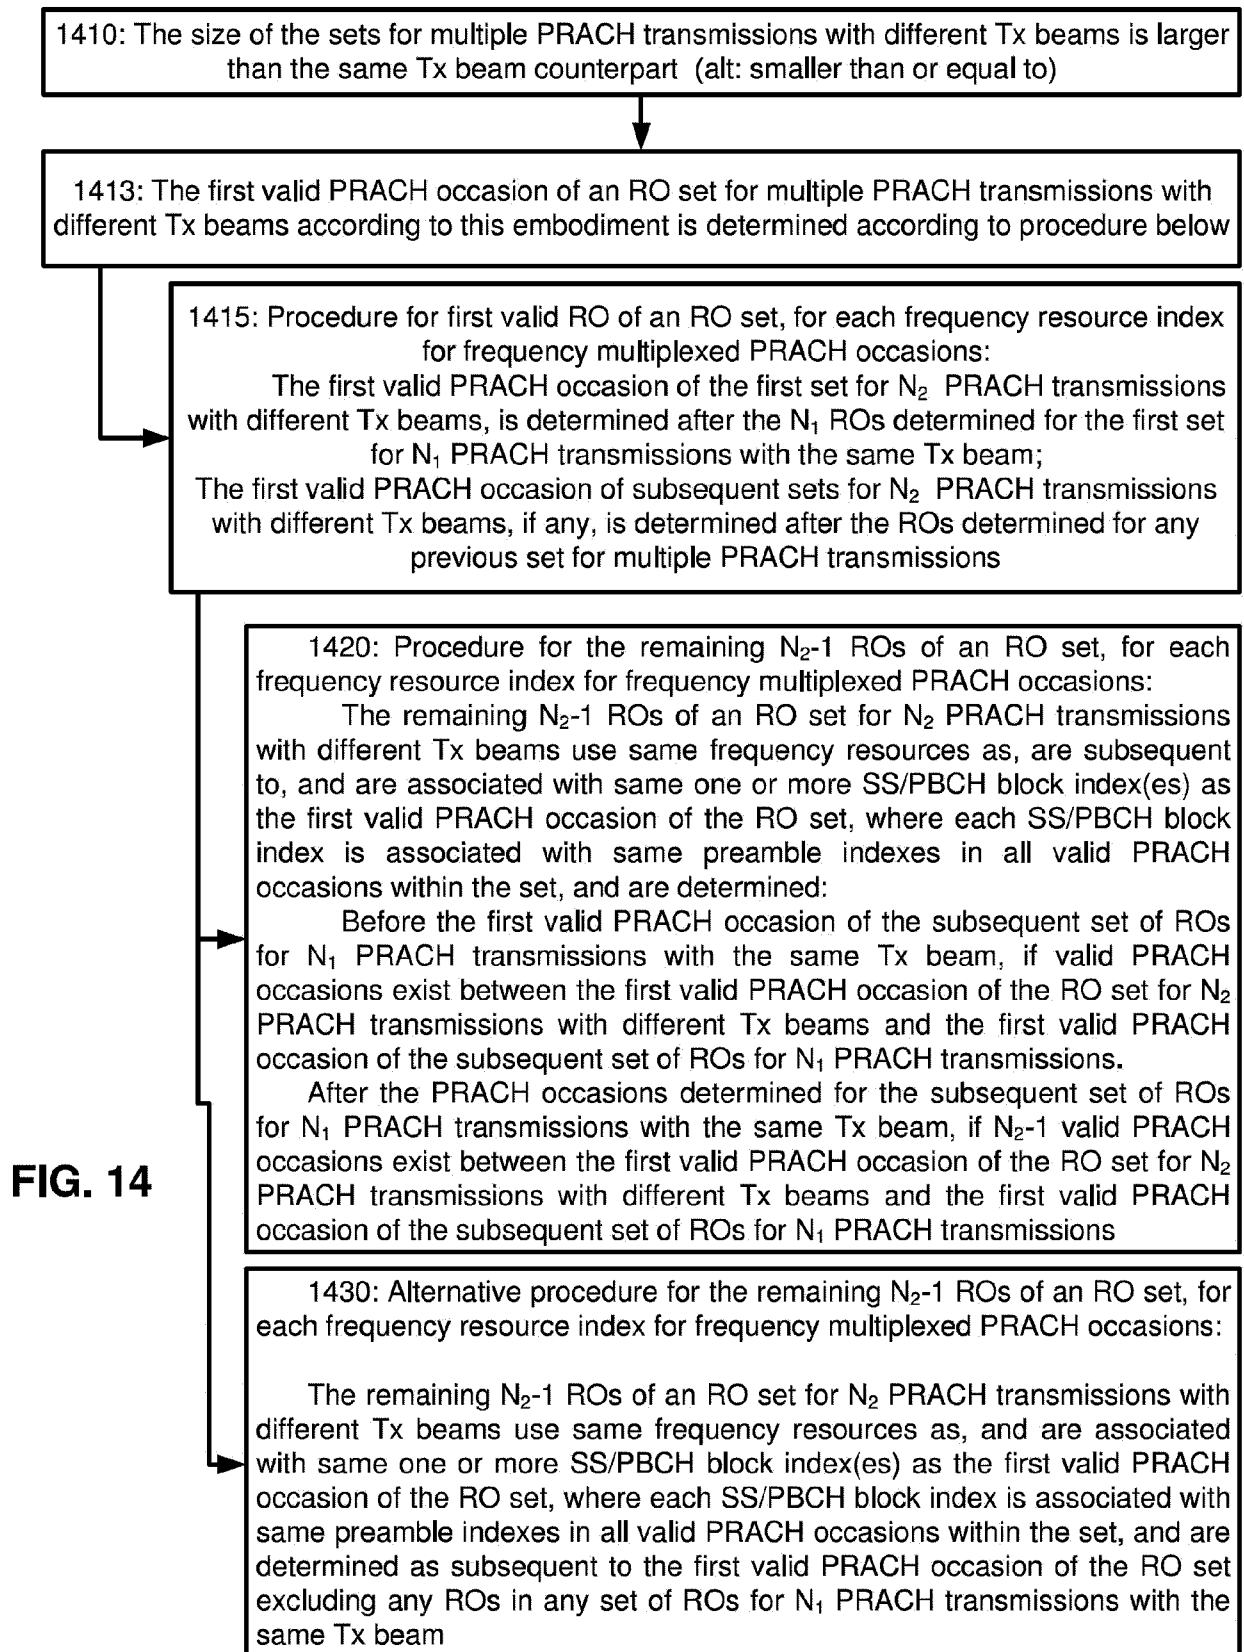 1410: The size of the sets for multiple PRACH transmissions with different Tx beams is larger
than the same Tx beam counterpart (alt: smaller than or equal to)
1413: The first valid PRACH occasion of an RO set for multiple PRACH transmissions with
different Tx beams according to this embodiment is determined according to procedure below
1415: Procedure for first valid RO of an RO set, for each frequency resource index
for frequency multiplexed PRACH occasions:
The first valid PRACH occasion of the first set for N₂ PRACH transmissions
with different Tx beams, is determined after the N₁ ROs determined for the first set
for N₁ PRACH transmissions with the same Tx beam;
The first valid PRACH occasion of subsequent sets for N₂ PRACH transmissions
with different Tx beams, if any, is determined after the ROs determined for any
previous set for multiple PRACH transmissions
1420: Procedure for the remaining N₂-1 ROs of an RO set, for each
frequency resource index for frequency multiplexed PRACH occasions:
The remaining N₂-1 ROs of an RO set for N₂ PRACH transmissions
with different Tx beams use same frequency resources as, are subsequent
to, and are associated with same one or more SS/PBCH block index(es) as
the first valid PRACH occasion of the RO set, where each SS/PBCH block
index is associated with same preamble indexes in all valid PRACH
occasions within the set, and are determined:
Before the first valid PRACH occasion of the subsequent set of ROs
for N₁ PRACH transmissions with the same Tx beam, if valid PRACH
occasions exist between the first valid PRACH occasion of the RO set for N₂
PRACH transmissions with different Tx beams and the first valid PRACH
occasion of the subsequent set of ROs for N₁ PRACH transmissions.
After the PRACH occasions determined for the subsequent set of ROs
for N₁ PRACH transmissions with the same Tx beam, if N₂-1 valid PRACH
occasions exist between the first valid PRACH occasion of the RO set for N₂
PRACH transmissions with different Tx beams and the first valid PRACH
occasion of the subsequent set of ROs for N₁ PRACH transmissions
FIG. 14
1430: Alternative procedure for the remaining N₂-1 ROs of an RO set, for
each frequency resource index for frequency multiplexed PRACH occasions:
The remaining N₂-1 ROs of an RO set for N₂ PRACH transmissions with
different Tx beams use same frequency resources as, and are associated
with same one or more SS/PBCH block index(es) as the first valid PRACH
occasion of the RO set, where each SS/PBCH block index is associated with
same preamble indexes in all valid PRACH occasions within the set, and are
determined as subsequent to the first valid PRACH occasion of the RO set
excluding any ROs in any set of ROs for N₁ PRACH transmissions with the
same Tx beam